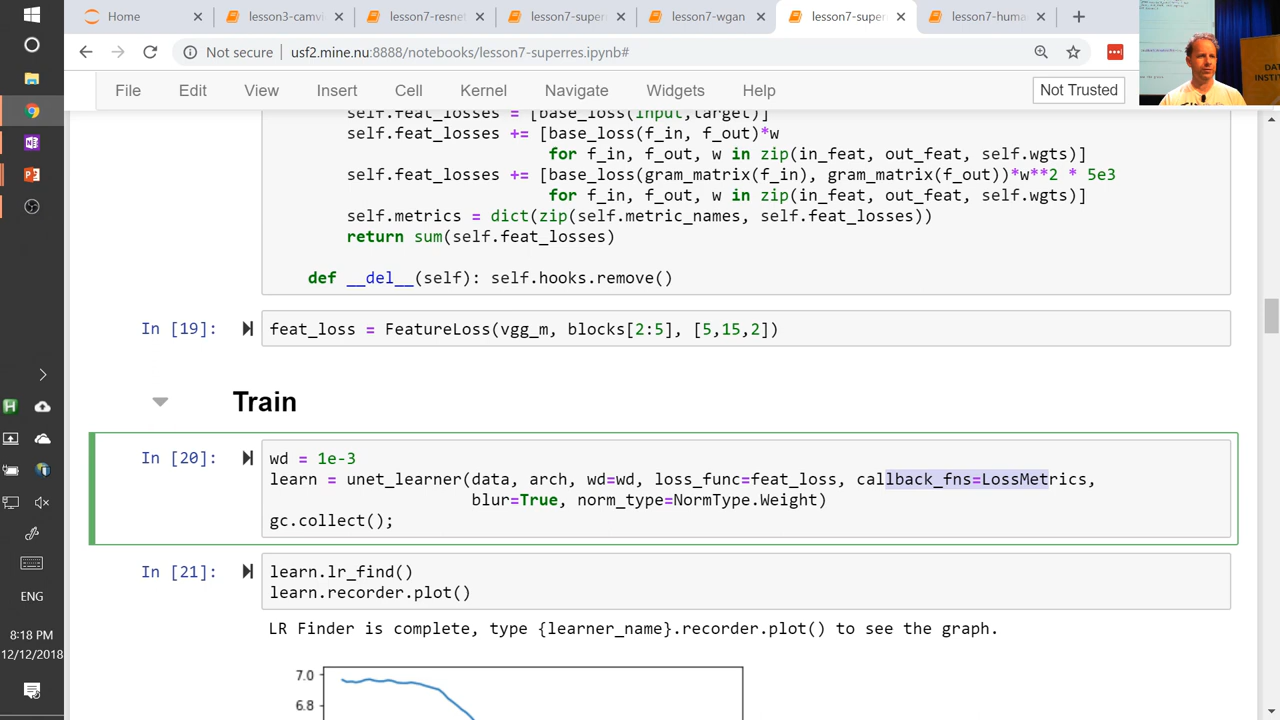 Home
lesson3-camvi
lesson7-resnet
lesson7-super
lesson7-wgan
lesson7-super
lesson7-huma
Not secure
usf2.mine.nu:8888/notebooks/lesson7-superres.ipynb#
File Edit View Insert Cell Kernel Navigate Widgets Help
Not Trusted
DAT
INSTIT
self.feat_losses = [base_loss(input,target)]
self.feat_losses += [base_loss(f_in, f_out)*w
for f_in, f_out, w in zip(in_feat, out_feat, self.wgts)]
self.feat_losses += [base_loss(gram_matrix(f_in), gram_matrix(f_out))*w**2 * 5e3
for f_in, f_out, w in zip(in_feat, out_feat, self.wgts)]
self.metrics = dict(zip(self.metric_names, self.feat_losses))
return sum(self.feat_losses)
def __del__(self): self.hooks.remove()
In [19]: feat_loss = FeatureLoss(vgg_m, blocks[2:5], [5,15,2])
Train
In [20]: wd = 1e-3
learn = unet_learner(data, arch, wd=wd, loss_func=feat_loss, callback_fns=LossMetrics,
blur=True, norm_type=NormType.Weight)
gc.collect();
In [21]: learn.lr_find()
learn.recorder.plot()
LR Finder is complete, type {learner_name}.recorder.plot() to see the graph.
7.0
6.8
ENG
8:18 PM
12/12/2018